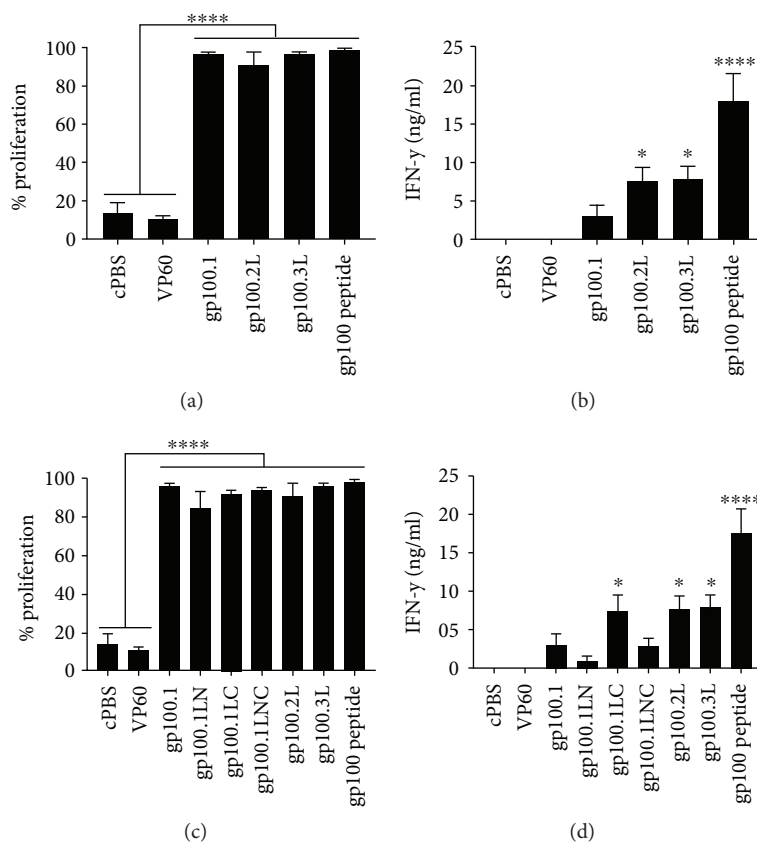 ****
100
80
60
40
20
0
% proliferation
cPBS
VP60
gp100.1
gp100.2L
gp100.3L
gp100 peptide
(a)
25
20
15
10
5
0
IFN-y (ng/ml)
*
*
****
cPBS
VP60
gp100.1
gp100.2L
gp100.3L
gp100 peptide
(b)
****
100
80
60
40
20
0
% proliferation
cPBS
VP60
gp100.1
gp100.1LN
gp100.1LC
gp100.1LNC
gp100.2L
gp100.3L
gp100 peptide
(c)
25
20
15
10
05
0
IFN-y (ng/ml)
*
*
*
****
cPBS
VP60
gp100.1
gp100.1LN
gp100.1LC
gp100.1LNC
gp100.2L
gp100.3L
gp100 peptide
(d)